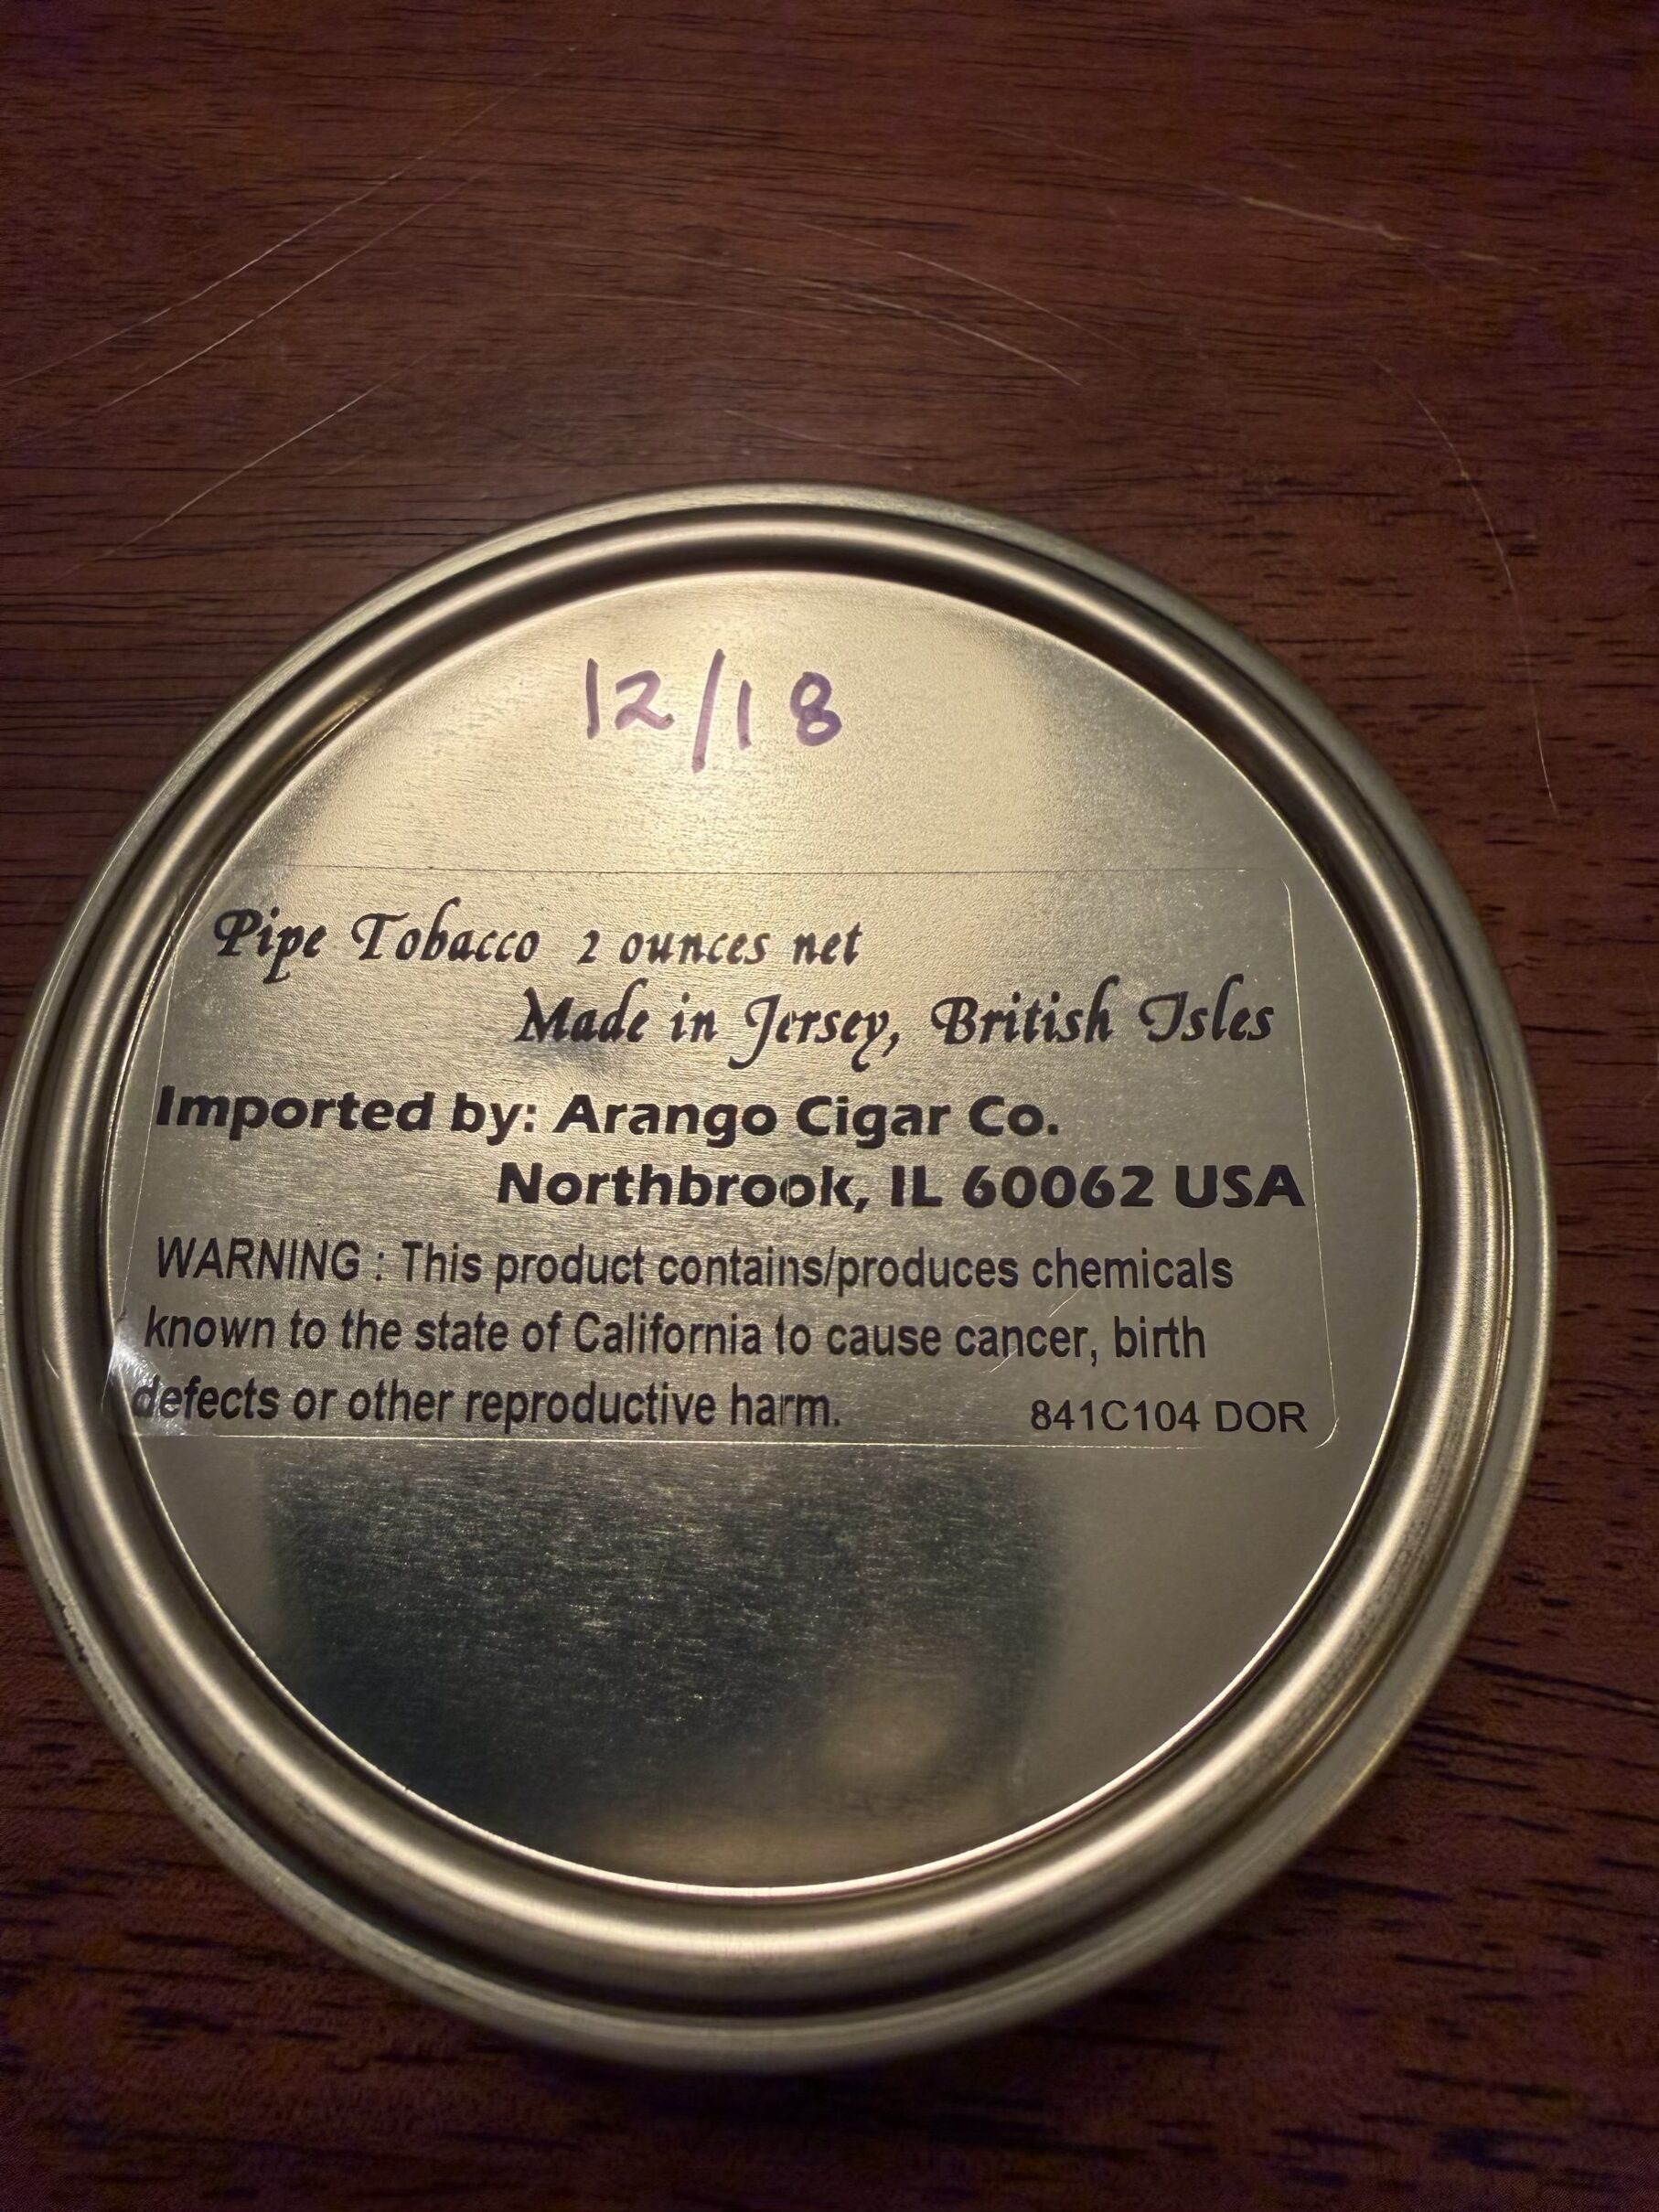 12/18
Pipe Tobacco 2 ounces net
Made in Jersey, British Isles
Imported by: Arango Cigar Co.
Northbrook, IL 60062 USA
WARNING : This product contains/produces chemicals
known to the state of California to cause cancer, birth
defects or other reproductive harm. 841C104 DOR